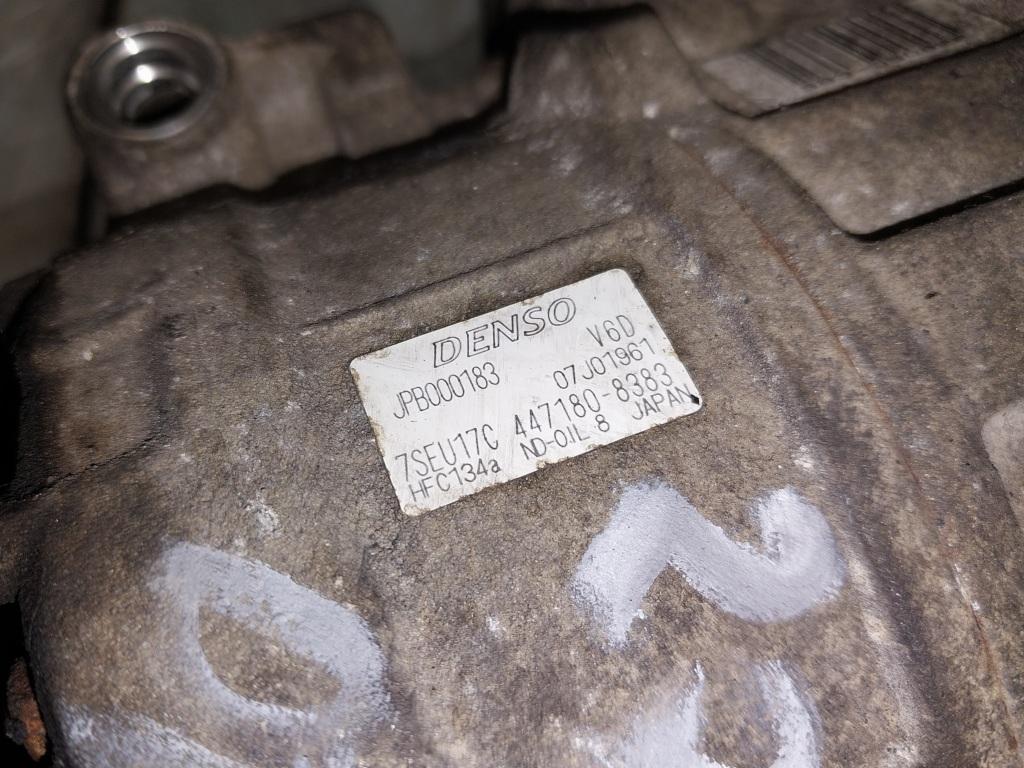 DENSO
JPB000183 V6D
07J01961
7SEU17C 447180-8383
HFC134a ND-OIL 8 JAPAN